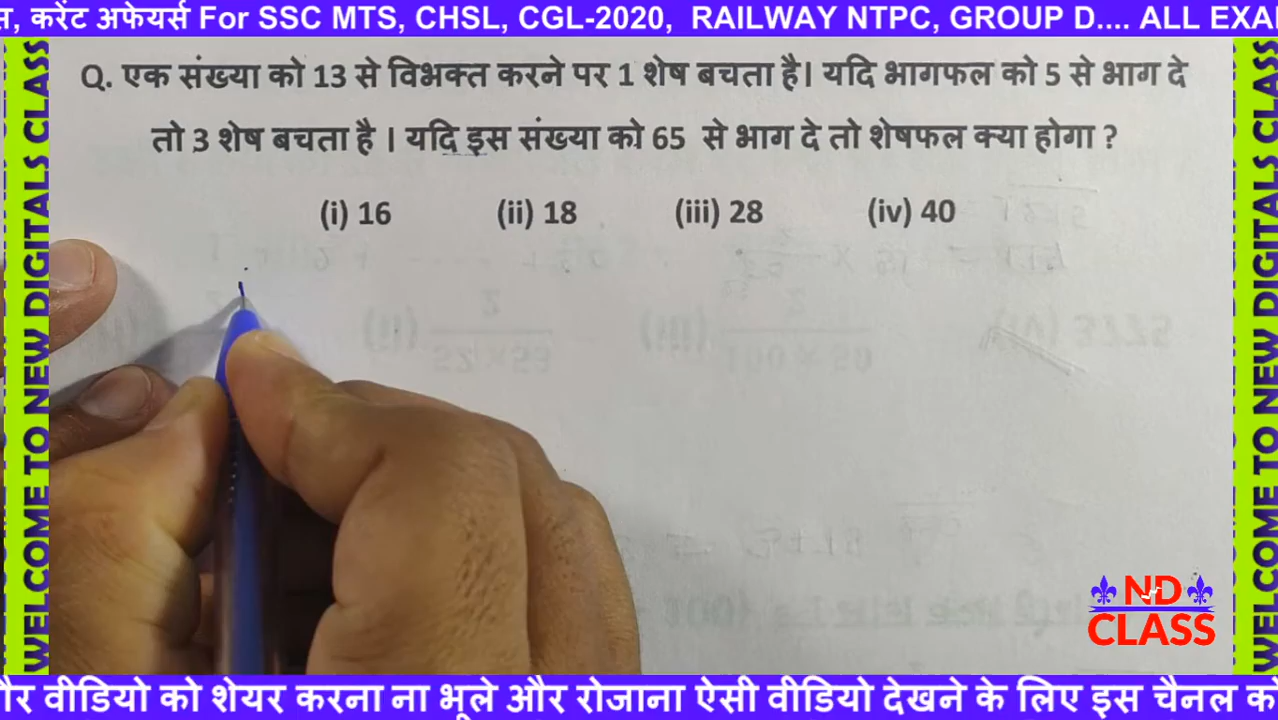 स, करेंट अफेयर्स For SSC MTS, CHSL, CGL-2020, RAILWAY NTPC, GROUP D.... ALL EXA
WELCOME TO NEW DIGITALS CLASS
Q. एक संख्या को 13 से विभक्त करने पर 1 शेष बचता है। यदि भागफल को 5 से भाग दे
तो 3 शेष बचता है । यदि इस संख्या को 65 से भाग दे तो शेषफल क्या होगा ?
(i) 16 (ii) 18 (iii) 28 (iv) 40
WELCOME TO NEW DIGITALS CLASS
ND
CLASS
और वीडियो को शेयर करना ना भूले और रोजाना ऐसी वीडियो देखने के लिए इस चैनल को